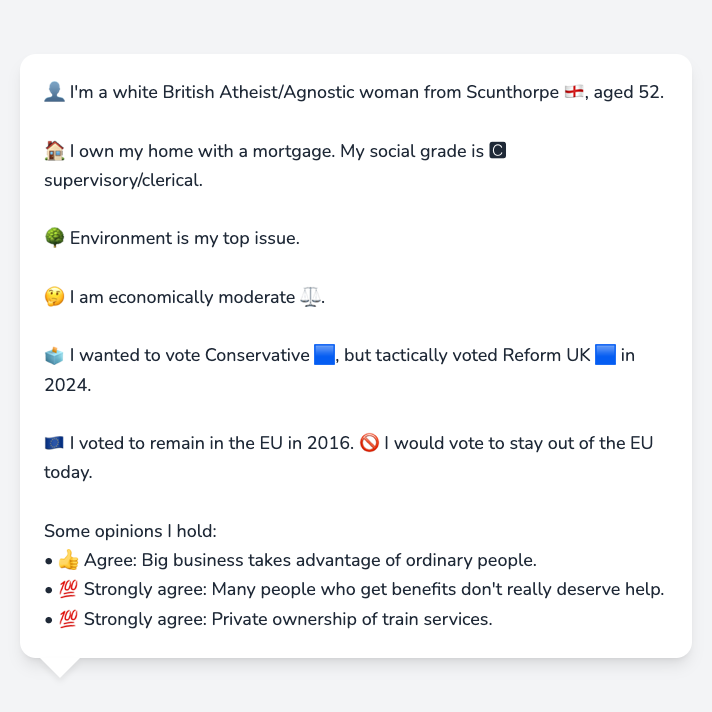 👤 I'm a white British Atheist/Agnostic woman from Scunthorpe 🏴󠁧󠁢󠁥󠁮󠁧󠁿, aged 52.
🏠 I own my home with a mortgage. My social grade is 🅲
supervisory/clerical.
🌳 Environment is my top issue.
🤔 I am economically moderate ⚖️.
🗳️ I wanted to vote Conservative 🟦, but tactically voted Reform UK 🟦 in
2024.
🇪🇺 I voted to remain in the EU in 2016. 🚫 I would vote to stay out of the EU
today.
Some opinions I hold:
• 👍 Agree: Big business takes advantage of ordinary people.
• 💯 Strongly agree: Many people who get benefits don't really deserve help.
• 💯 Strongly agree: Private ownership of train services.